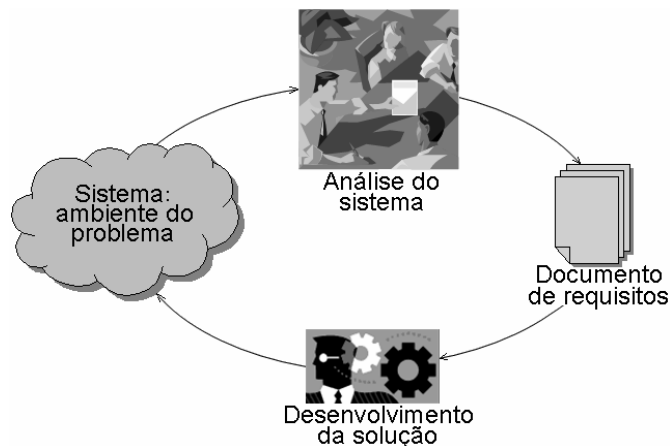 Análise do
sistema
Sistema:
ambiente do
problema
Documento
de requisitos
Desenvolvimento
da solução